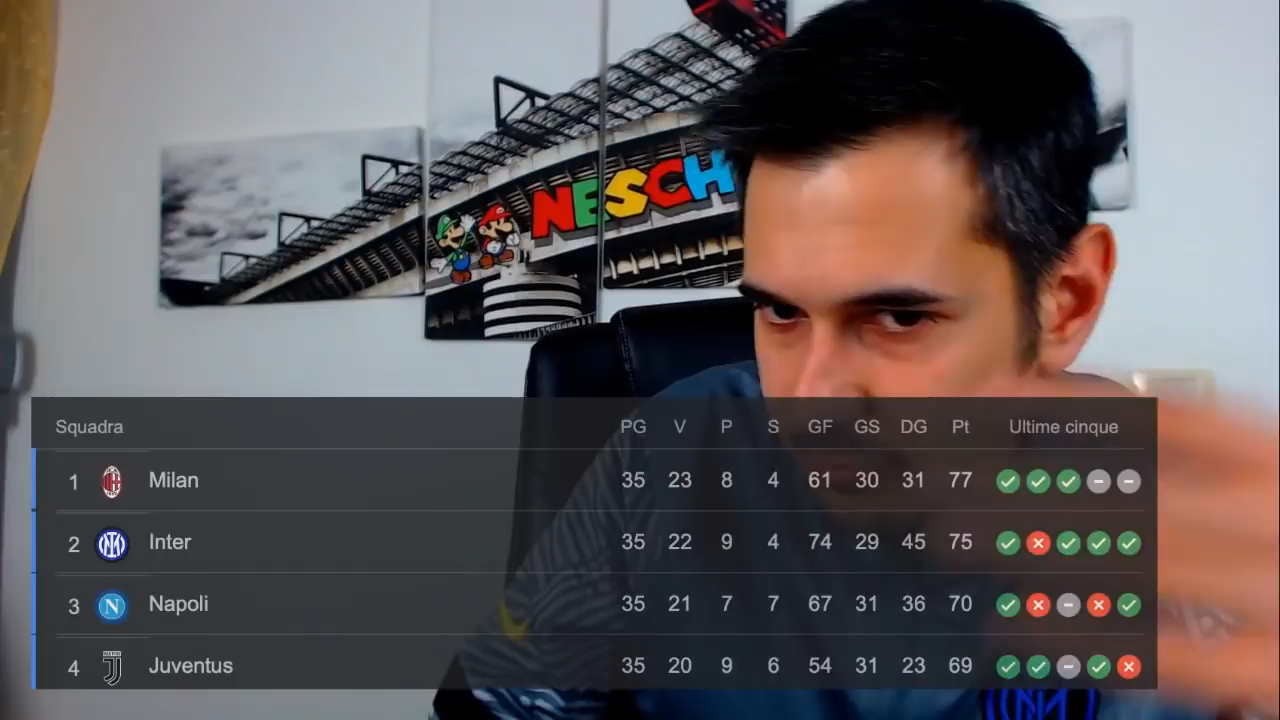 NESCH
Squadra PG V P S GF GS DG Pt Ultime cinque
1 Milan 35 23 8 4 61 30 31 77
2 Inter 35 22 9 4 74 29 45 75
3 N Napoli 35 21 7 7 67 31 36 70
4 Juventus 35 20 9 6 54 31 23 69